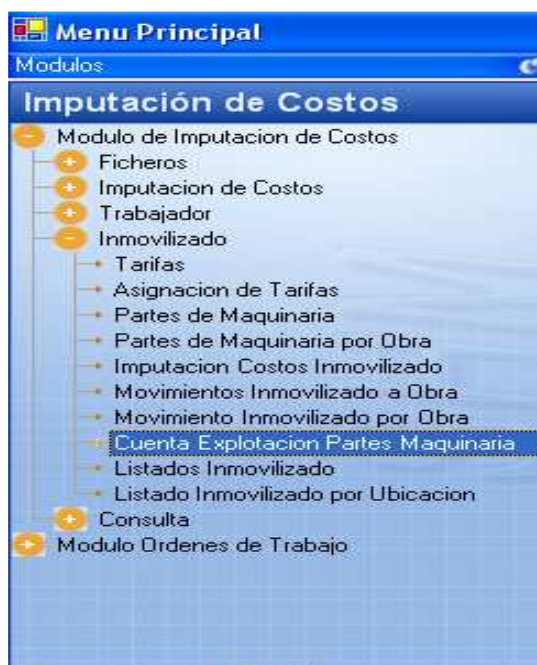 Menu Principal
Modulos
Imputación de Costos
Modulo de Imputacion de Costos
Ficheros
Imputacion de Costos
Trabajador
Inmovilizado
Tarifas
Asignacion de Tarifas
Partes de Maquinaria
Partes de Maquinaria por Obra
Imputacion Costos Inmovilizado
Movimientos Inmovilizado a Obra
Movimiento Inmovilizado por Obra
Cuenta Explotacion Partes Maquinaria
Listados Inmovilizado
Listado Inmovilizado por Ubicacion
Consulta
Modulo Ordenes de Trabajo